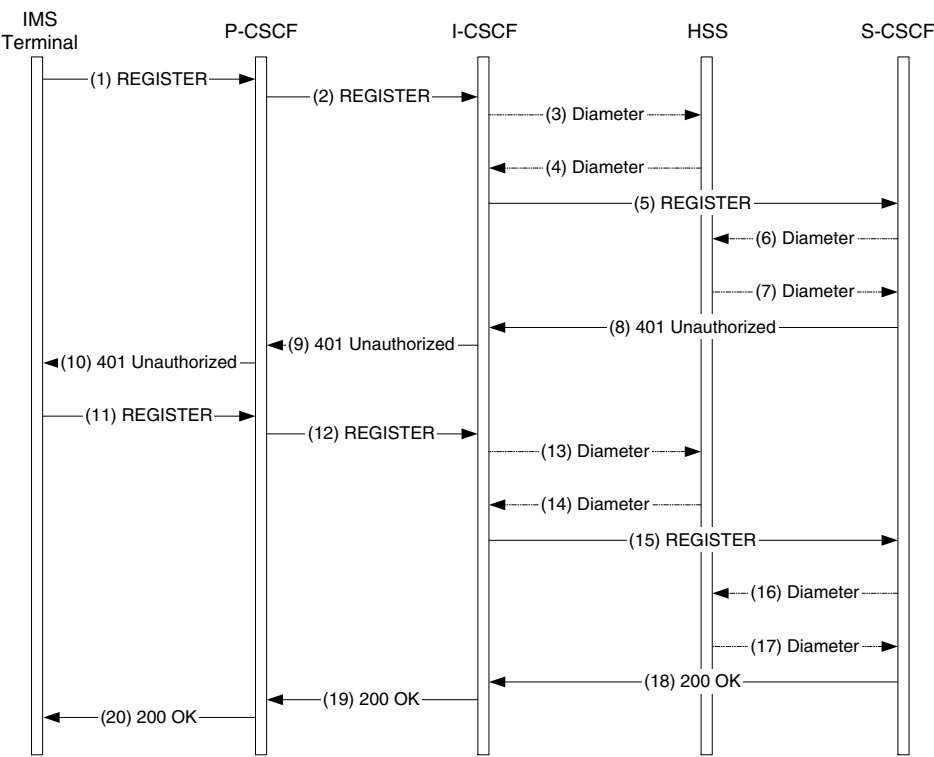 IMS
Terminal
P-CSCF
I-CSCF
HSS
S-CSCF
(1) REGISTER
(2) REGISTER
(3) Diameter
(4) Diameter
(5) REGISTER
(6) Diameter
(7) Diameter
(8) 401 Unauthorized
(9) 401 Unauthorized
(10) 401 Unauthorized
(11) REGISTER
(12) REGISTER
(13) Diameter
(14) Diameter
(15) REGISTER
(16) Diameter
(17) Diameter
(18) 200 OK
(19) 200 OK
(20) 200 OK